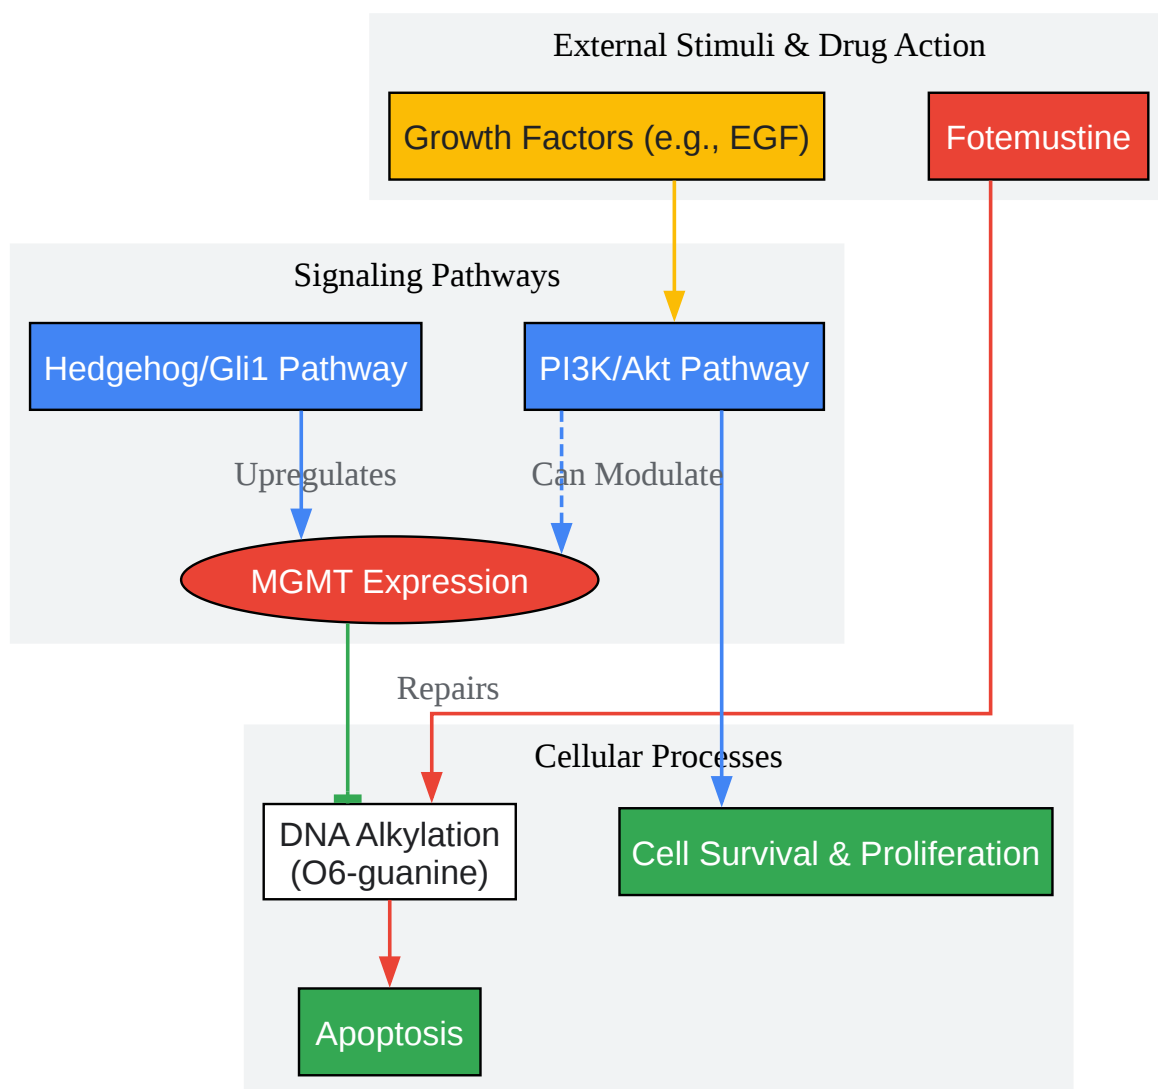 External Stimuli & Drug Action
Growth Factors (e.g., EGF)
Fotemustine
Signaling Pathways
Hedgehog/Gli1 Pathway
PI3K/Akt Pathway
Upregulates
Can Modulate
MGMT Expression
Repairs
Cellular Processes
DNA Alkylation
(O6-guanine)
Cell Survival & Proliferation
Apoptosis